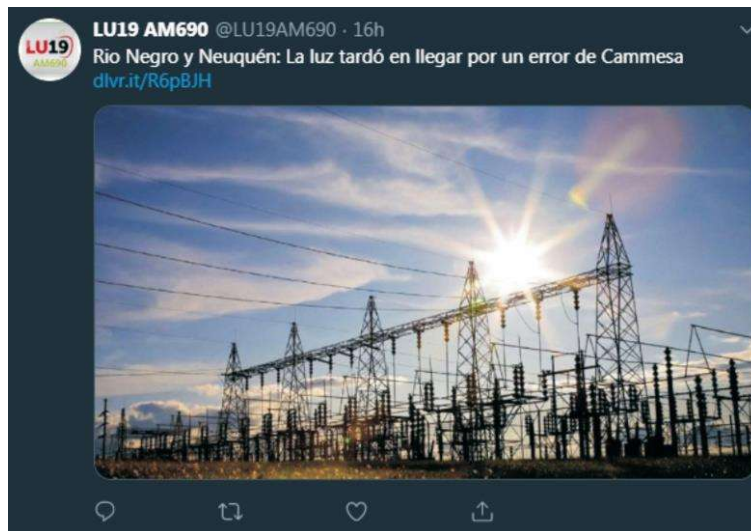 LU19 AM690 @LU19AM690 · 16h
LU19
AM690
Rio Negro y Neuquén: La luz tardó en llegar por un error de Cammesa
dlvr.it/R6pBJH